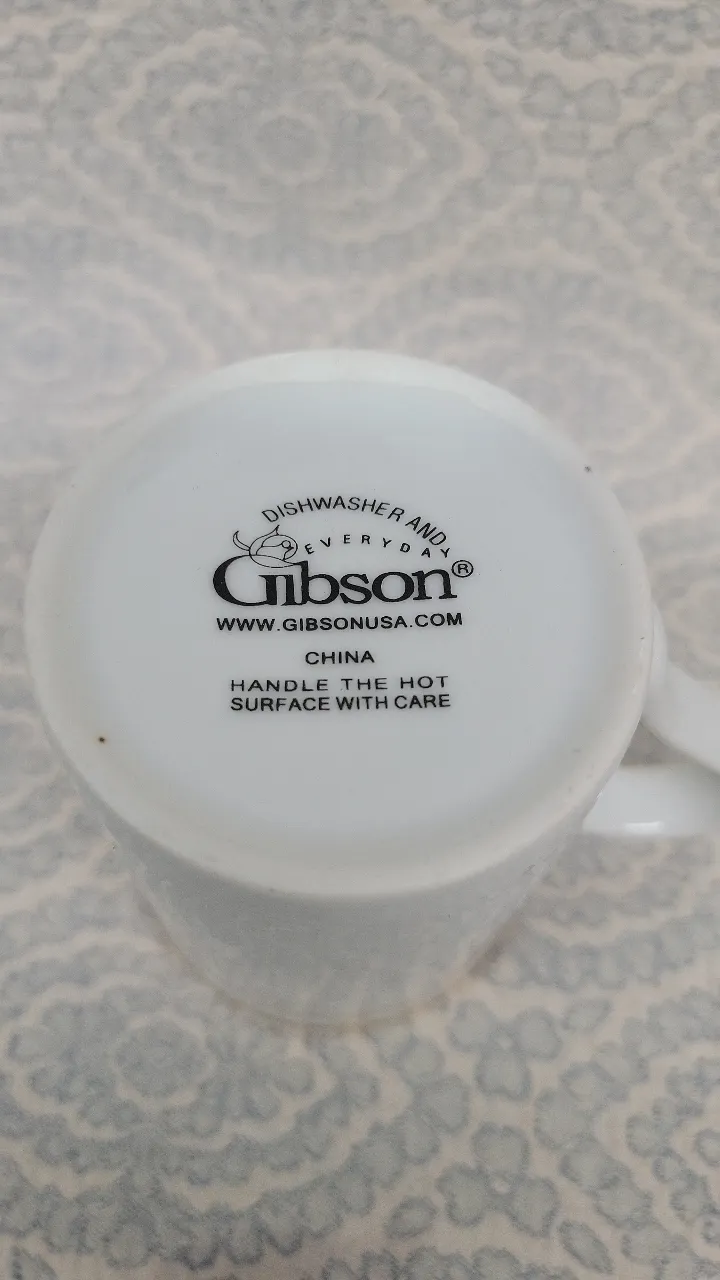 DISHWASHER AND
EVERYDAY
Gibson®
WWW.GIBSONUSA.COM
CHINA
HANDLE THE HOT
SURFACE WITH CARE